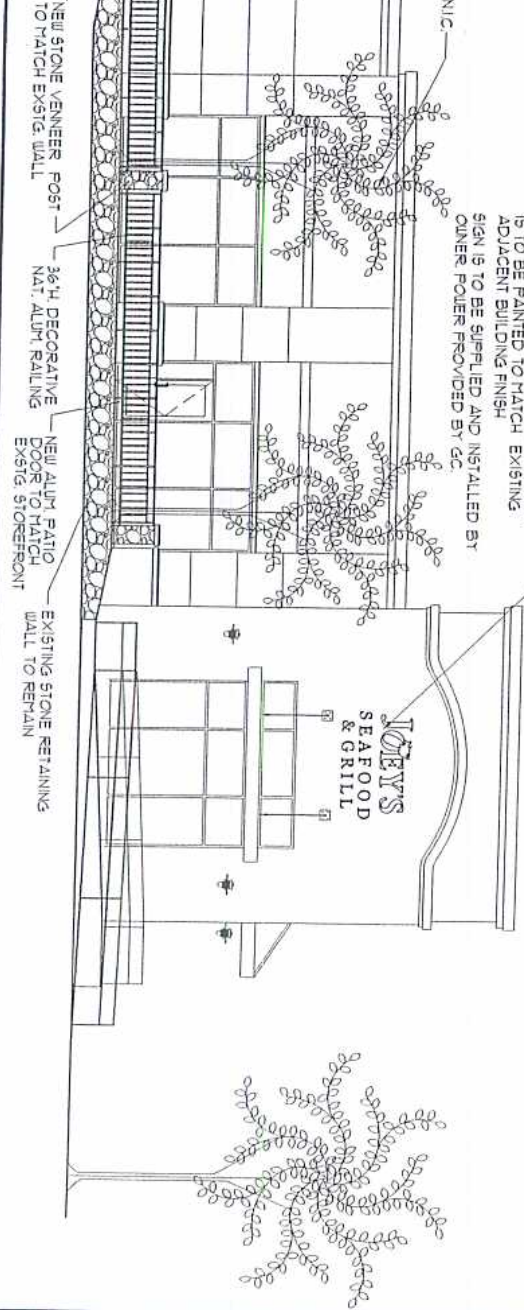 N.I.C.
IS TO BE PAINTED TO MATCH EXISTING
ADJACENT BUILDING FINISH
SIGN IS TO BE SUPPLIED AND INSTALLED BY
OWNER. POWER PROVIDED BY GC.
JOEY'S
SEAFOOD
& GRILL
NEW STONE VENNEER POST
TO MATCH EXSTG. WALL
36"H. DECORATIVE
NAT. ALUM. RAILING
NEW ALUM. PATIO
DOOR TO MATCH
EXSTG. STOREFRONT
EXISTING STONE RETAINING
WALL TO REMAIN